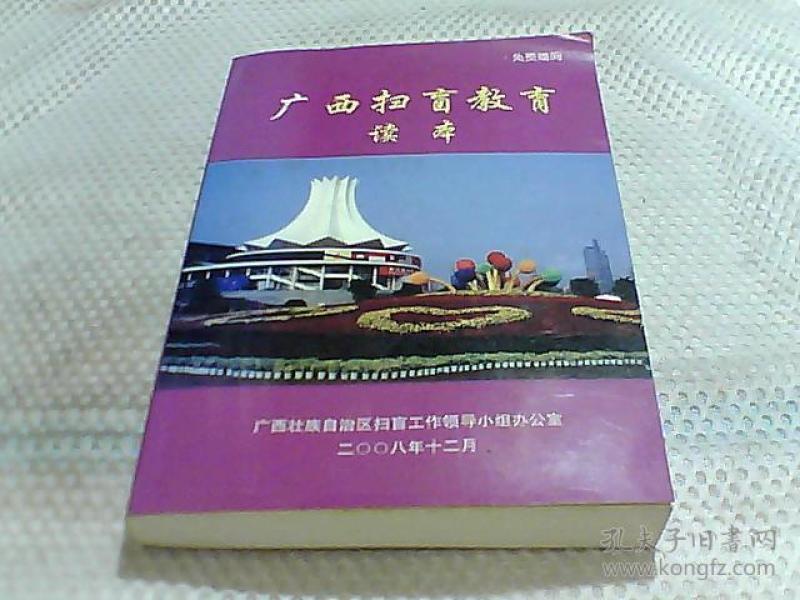 免费赠阅
广西扫盲教育
读本
广西壮族自治区扫盲工作领导小组办公室
二〇〇八年十二月
孔夫子旧书网
www.kongfz.com